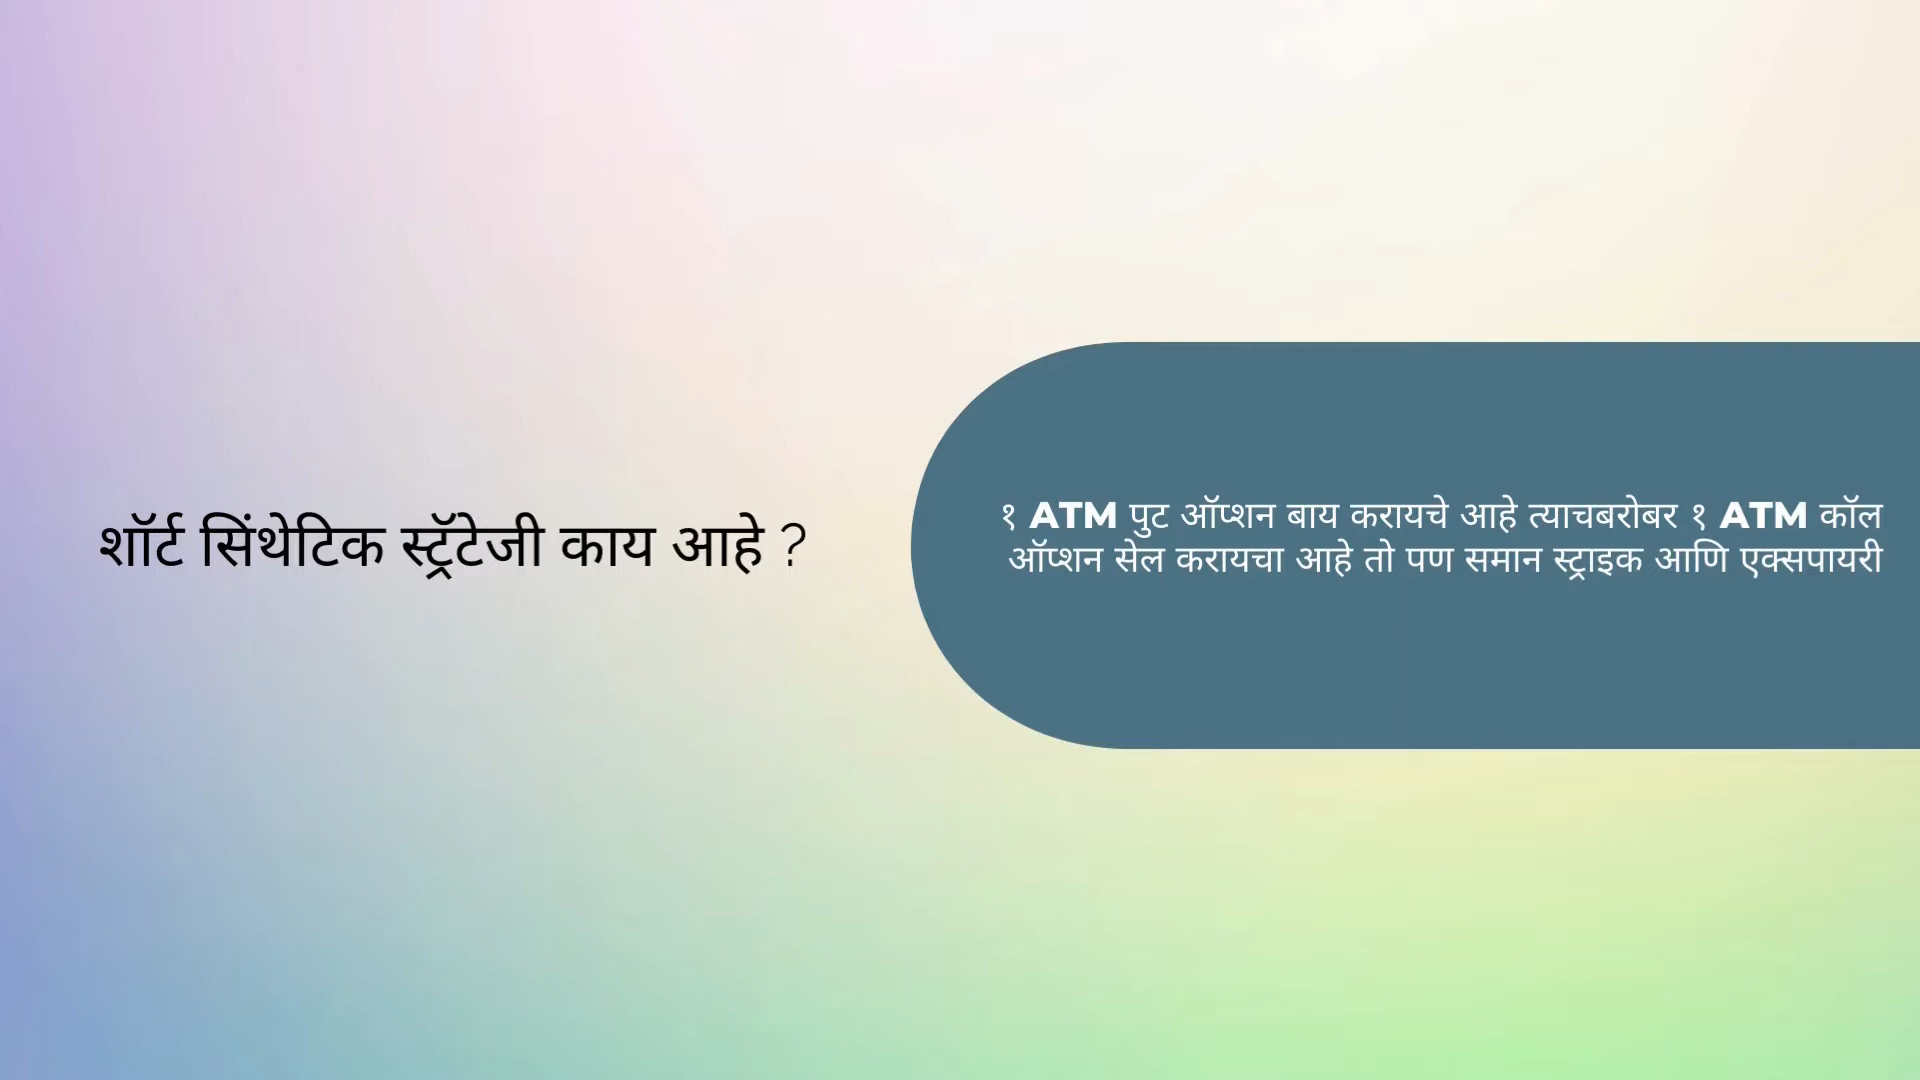 शॉर्ट सिंथेटिक स्ट्रॅटेजी काय आहे ?
१ ATM पुट ऑप्शन बाय करायचे आहे त्याचबरोबर १ ATM कॉल
ऑप्शन सेल करायचा आहे तो पण समान स्ट्राइक आणि एक्सपायरी